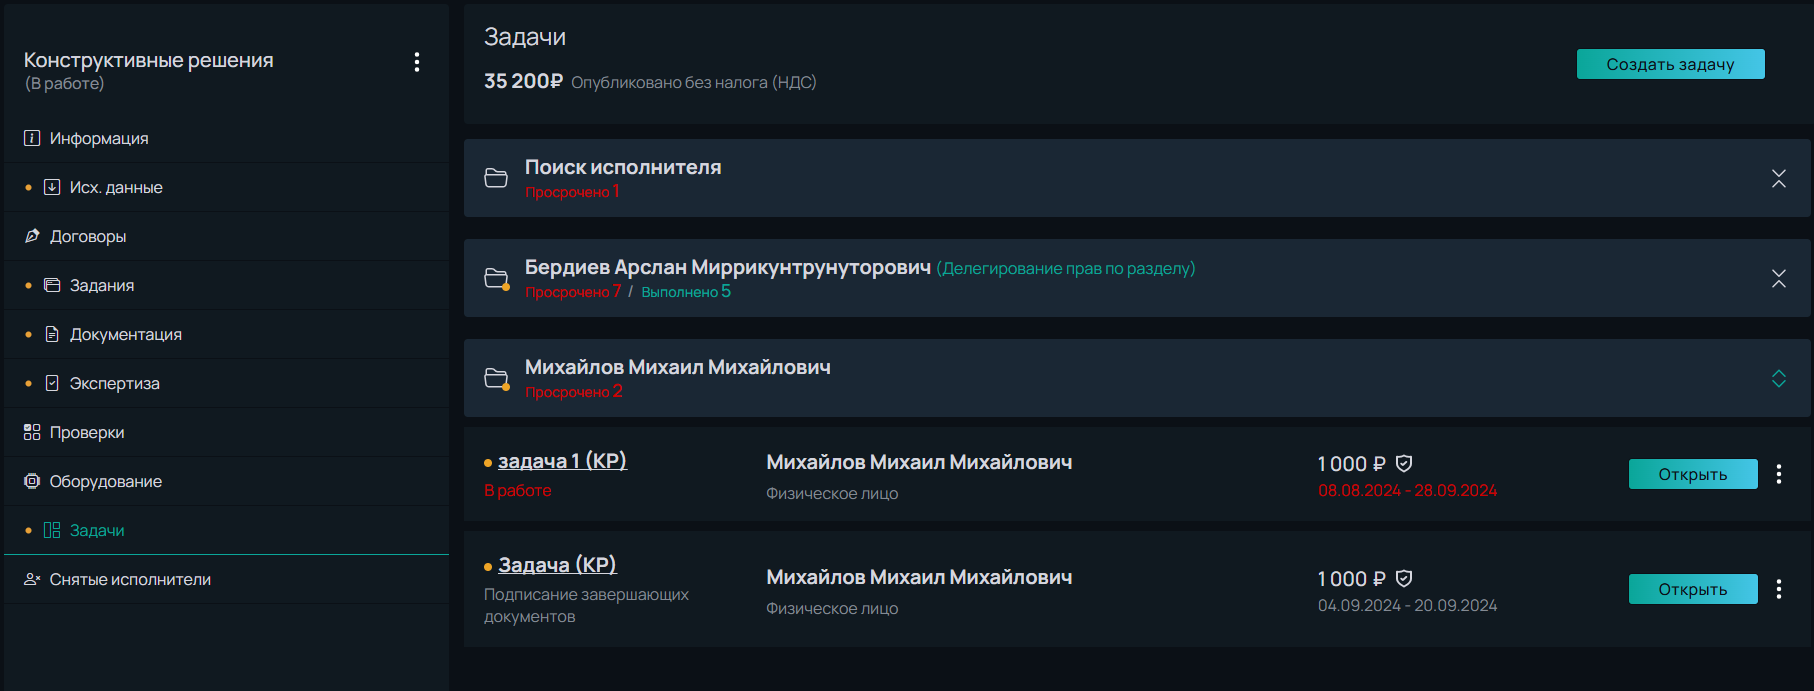 Конструктивные решения
(В работе)
Информация
Исх. данные
Договоры
Задания
Документация
Экспертиза
Проверки
Оборудование
Задачи
Снятые исполнители
Задачи
35 200₽ Опубликовано без налога (НДС)
Создать задачу
Поиск исполнителя
Просрочено 1
Бердиев Арслан Миррикунтрунуторович (Делегирование прав по разделу)
Просрочено 7 / Выполнено 5
Михайлов Михаил Михайлович
Просрочено 2
задача 1 (КР)
В работе
Михайлов Михаил Михайлович
Физическое лицо
1 000 ₽
08.08.2024 - 28.09.2024
Открыть
Задача (КР)
Подписание завершающих
документов
Михайлов Михаил Михайлович
Физическое лицо
1 000 ₽
04.09.2024 - 20.09.2024
Открыть